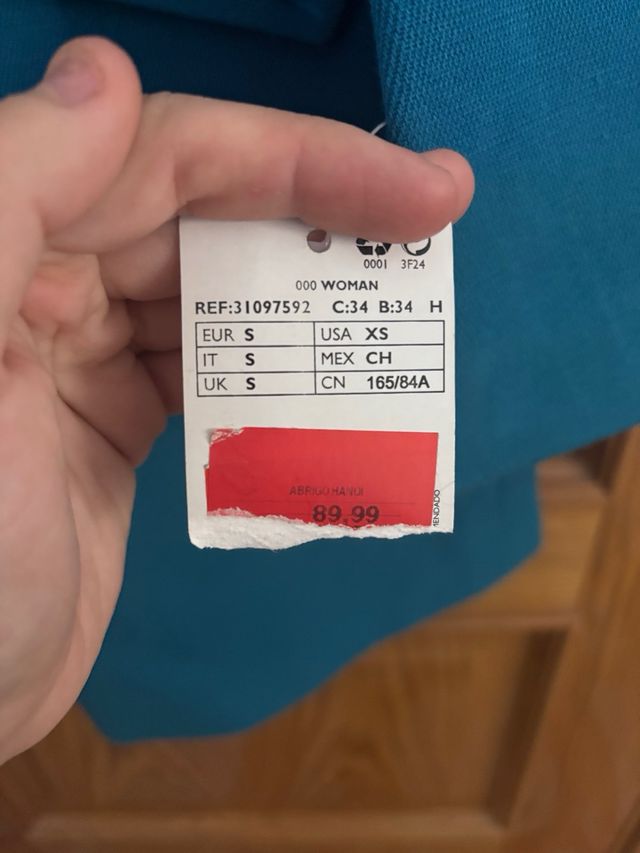 0001 3F24
000 WOMAN
REF:31097592 C:34 B:34 H
EUR S USA XS
IT S MEX CH
UK S CN 165/84A
ABRIGO HANOI
89,99